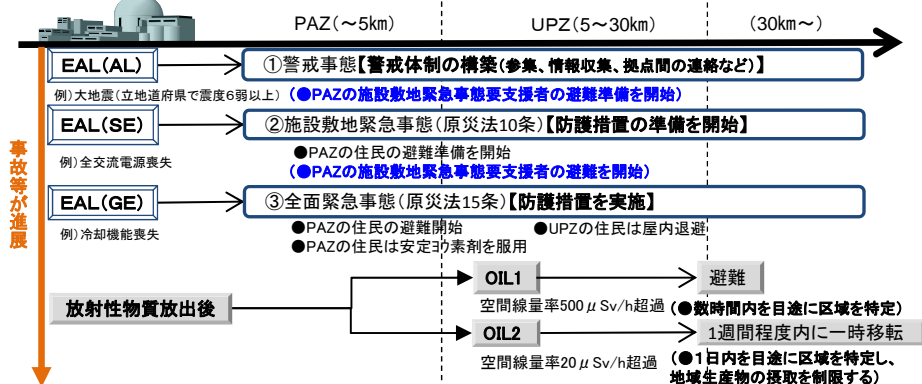 PAZ(～5km)
UPZ(5～30km)
(30km～)
EAL(AL)
①警戒事態【警戒体制の構築(参集、情報収集、拠点間の連絡など)】
例)大地震(立地道府県で震度6弱以上)
(●PAZの施設敷地緊急事態要支援者の避難準備を開始)
EAL(SE)
②施設敷地緊急事態(原災法10条)【防護措置の準備を開始】
例)全交流電源喪失
●PAZの住民の避難準備を開始
(●PAZの施設敷地緊急事態要支援者の避難を開始)
EAL(GE)
③全面緊急事態(原災法15条)【防護措置を実施】
例)冷却機能喪失
●PAZの住民の避難開始
●UPZの住民は屋内退避
●PAZの住民は安定ヨウ素剤を服用
事故等が進展
放射性物質放出後
OIL1
避難
空間線量率500μSv/h超過
(●数時間内を目途に区域を特定)
OIL2
1週間程度内に一時移転
空間線量率20μSv/h超過
(●1日内を目途に区域を特定し、
地域生産物の摂取を制限する)